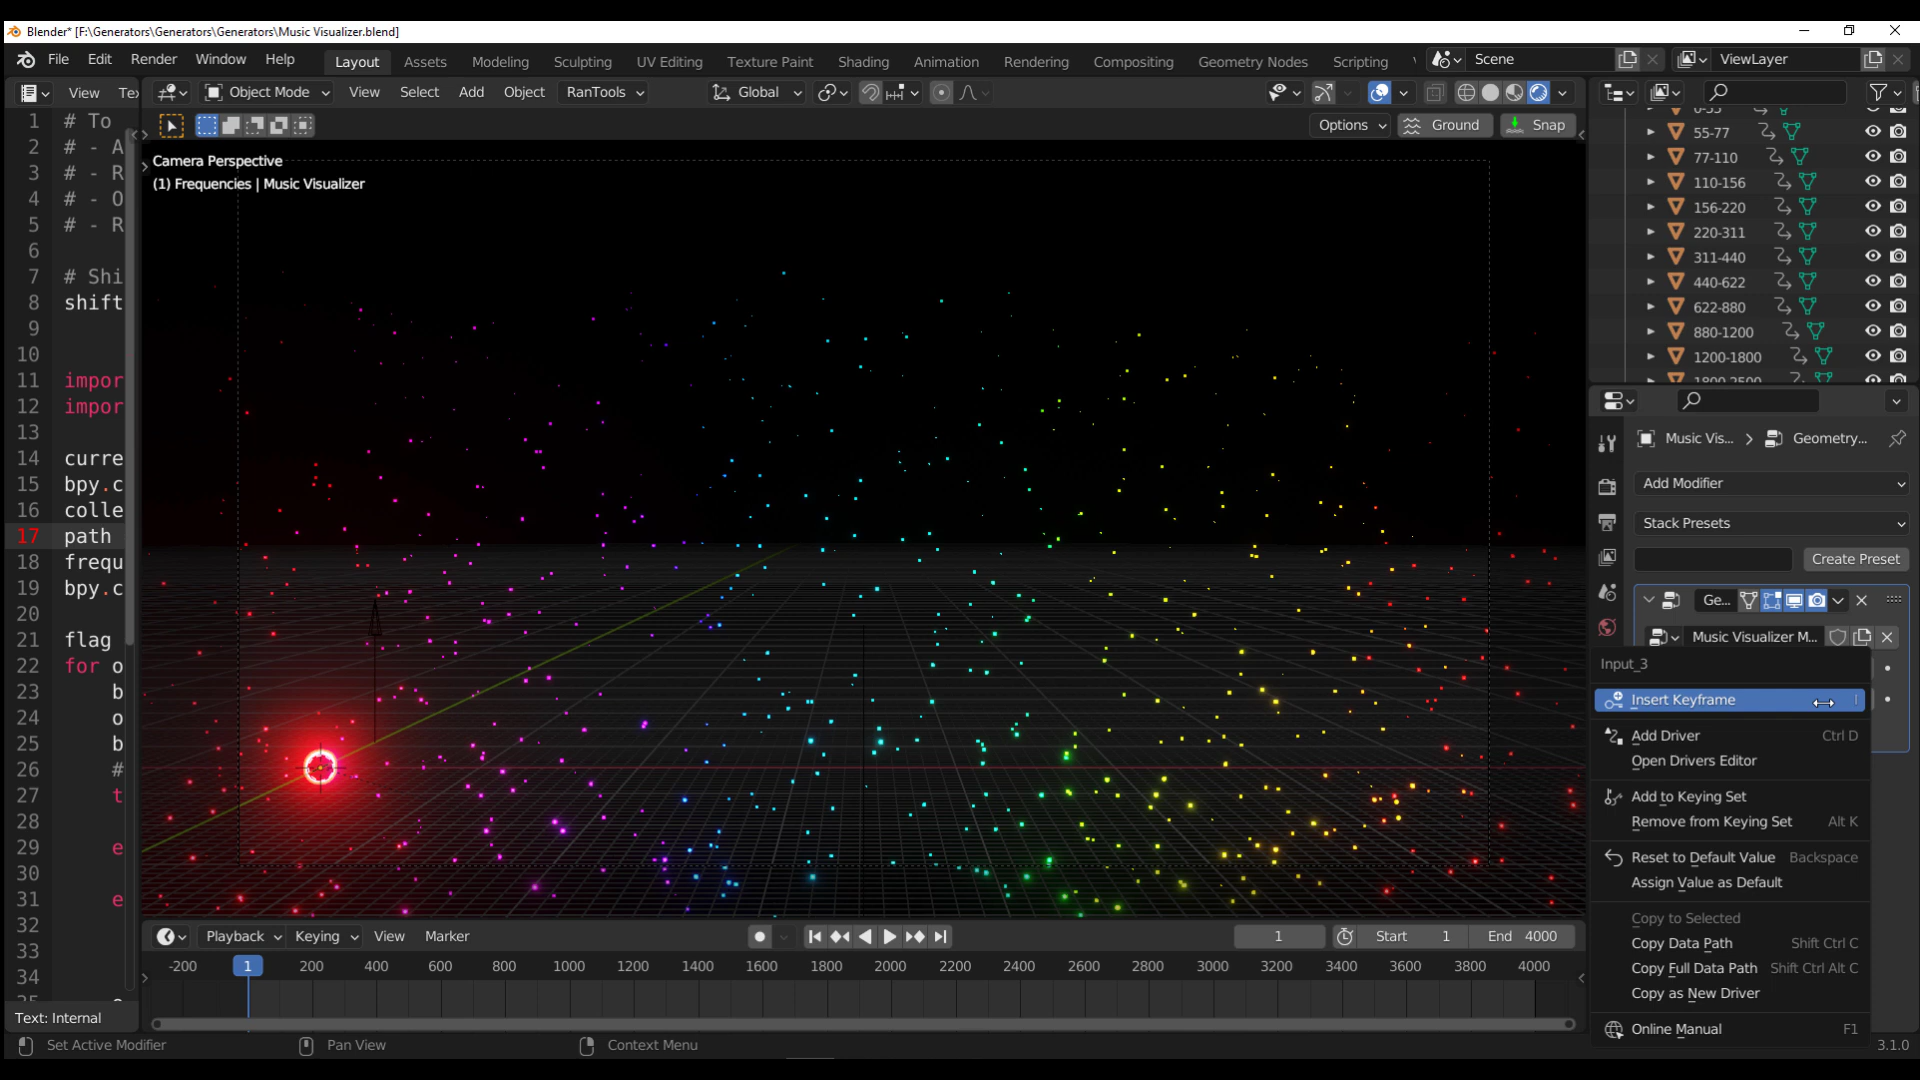 Blender* [F:\Generators\Generators\Generators\Music Visualizer.blend]
File Edit Render Window Help
Layout Assets Modeling Sculpting UV Editing Texture Paint Shading Animation Rendering Compositing Geometry Nodes Scripting
Scene
ViewLayer
View
Object Mode View Select Add Object RanTools
Global
Options Ground Snap
1 # To
2 # - A
3 # - R
4 # - O
5 # - R
6
7 # Shi
8 shift
9
10
11 impor
12 impor
13
14 curre
15 bpy.c
16 colle
17 path
18 frequ
19 bpy.c
20
21 flag
22 for o
23 b
24 o
25 b
26 #
27 t
28
29 e
30
31 e
32
33
34
Text: Internal
Camera Perspective
(1) Frequencies | Music Visualizer
55-77
77-110
110-156
156-220
220-311
311-440
440-622
622-880
880-1200
1200-1800
1800-2500
Music Vis... Geometry...
Add Modifier
Stack Presets
Create Preset
Ge...
Music Visualizer M...
Input_3
Insert Keyframe I
Add Driver Ctrl D
Open Drivers Editor
Add to Keying Set
Remove from Keying Set Alt K
Reset to Default Value Backspace
Assign Value as Default
Copy to Selected
Copy Data Path Shift Ctrl C
Copy Full Data Path Shift Ctrl Alt C
Copy as New Driver
Online Manual F1
Playback Keying View Marker
1 Start 1 End 4000
-200 1 200 400 600 800 1000 1200 1400 1600 1800 2000 2200 2400 2600 2800 3000 3200 3400 3600 3800 4000
Set Active Modifier Pan View Context Menu
3.1.0